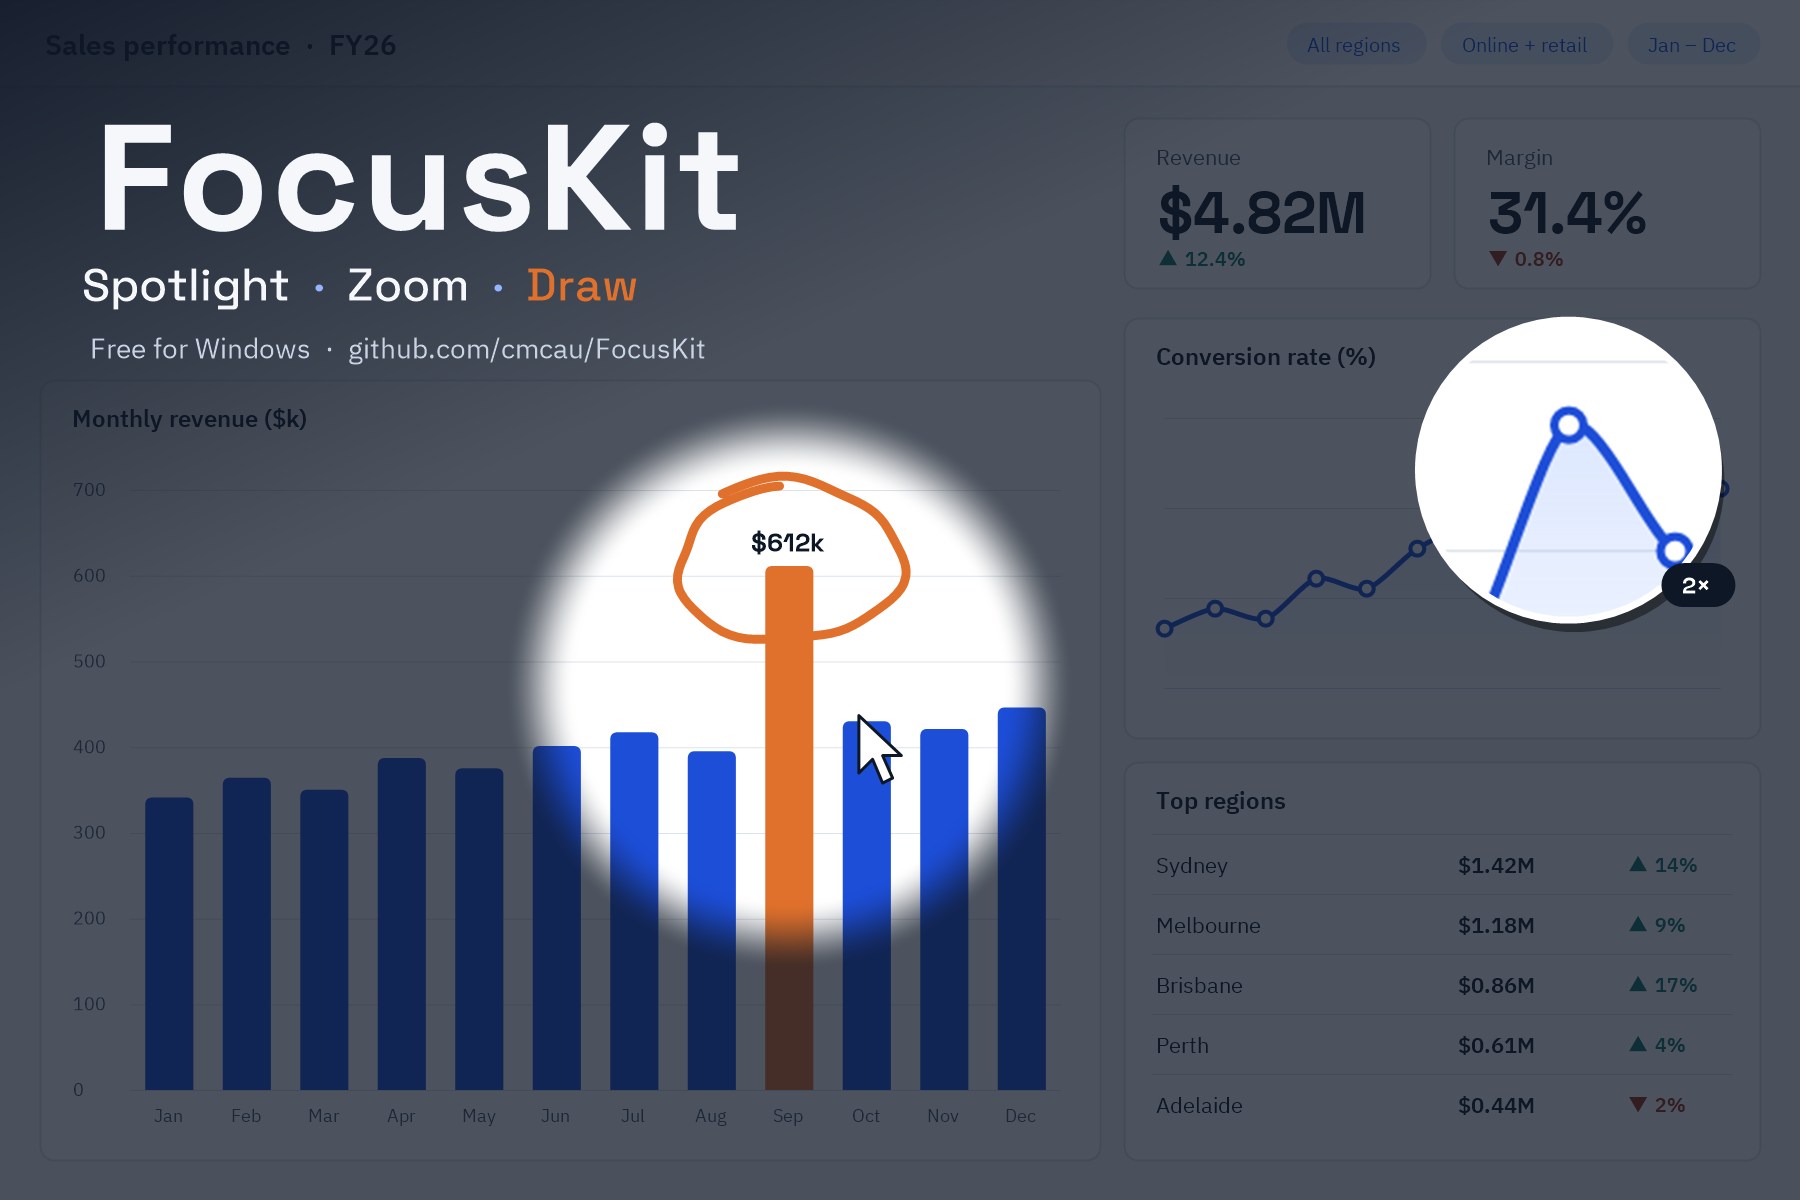 Sales performance · FY26
All regions
Online + retail
Jan – Dec
FocusKit
Spotlight · Zoom · Draw
Free for Windows · github.com/cmcau/FocusKit
Revenue
$4.82M
▲ 12.4%
Margin
31.4%
▼ 0.8%
Monthly revenue ($k)
700
600
500
400
300
200
100
0
$612k
Jan Feb Mar Apr May Jun Jul Aug Sep Oct Nov Dec
Conversion rate (%)
2×
Top regions
Sydney $1.42M ▲ 14%
Melbourne $1.18M ▲ 9%
Brisbane $0.86M ▲ 17%
Perth $0.61M ▲ 4%
Adelaide $0.44M ▼ 2%